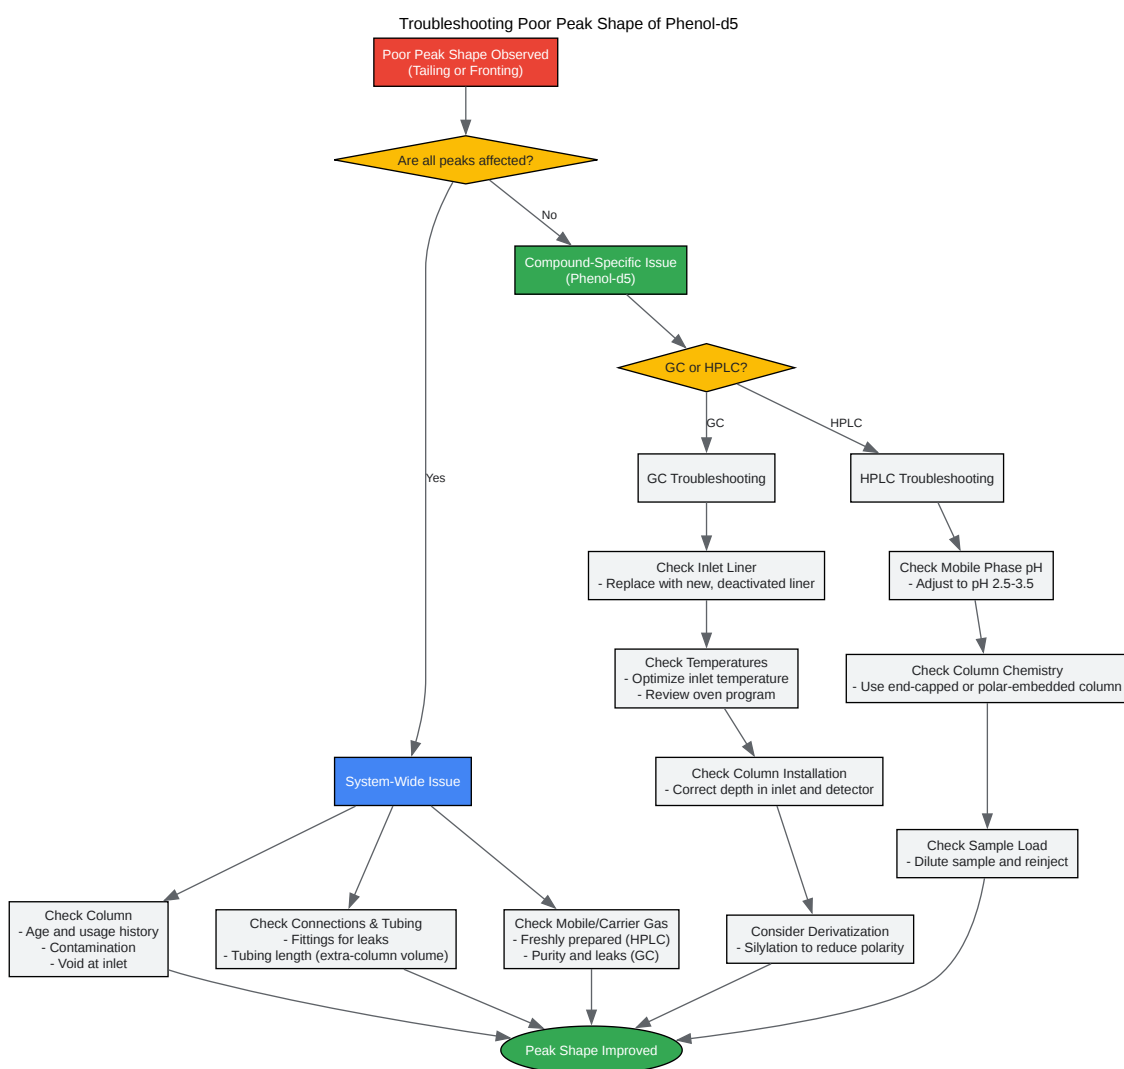 Troubleshooting Poor Peak Shape of Phenol-d5
Poor Peak Shape Observed
(Tailing or Fronting)
Are all peaks affected?
No
Compound-Specific Issue
(Phenol-d5)
GC or HPLC?
GC
HPLC
Yes
GC Troubleshooting
HPLC Troubleshooting
Check Inlet Liner
- Replace with new, deactivated liner
Check Mobile Phase pH
- Adjust to pH 2.5-3.5
Check Temperatures
- Optimize inlet temperature
- Review oven program
Check Column Chemistry
- Use end-capped or polar-embedded column
System-Wide Issue
Check Column Installation
- Correct depth in inlet and detector
Check Sample Load
- Dilute sample and reinject
Check Column
- Age and usage history
- Contamination
- Void at inlet
Check Connections & Tubing
- Fittings for leaks
- Tubing length (extra-column volume)
Check Mobile/Carrier Gas
- Freshly prepared (HPLC)
- Purity and leaks (GC)
Consider Derivatization
- Silylation to reduce polarity
Peak Shape Improved